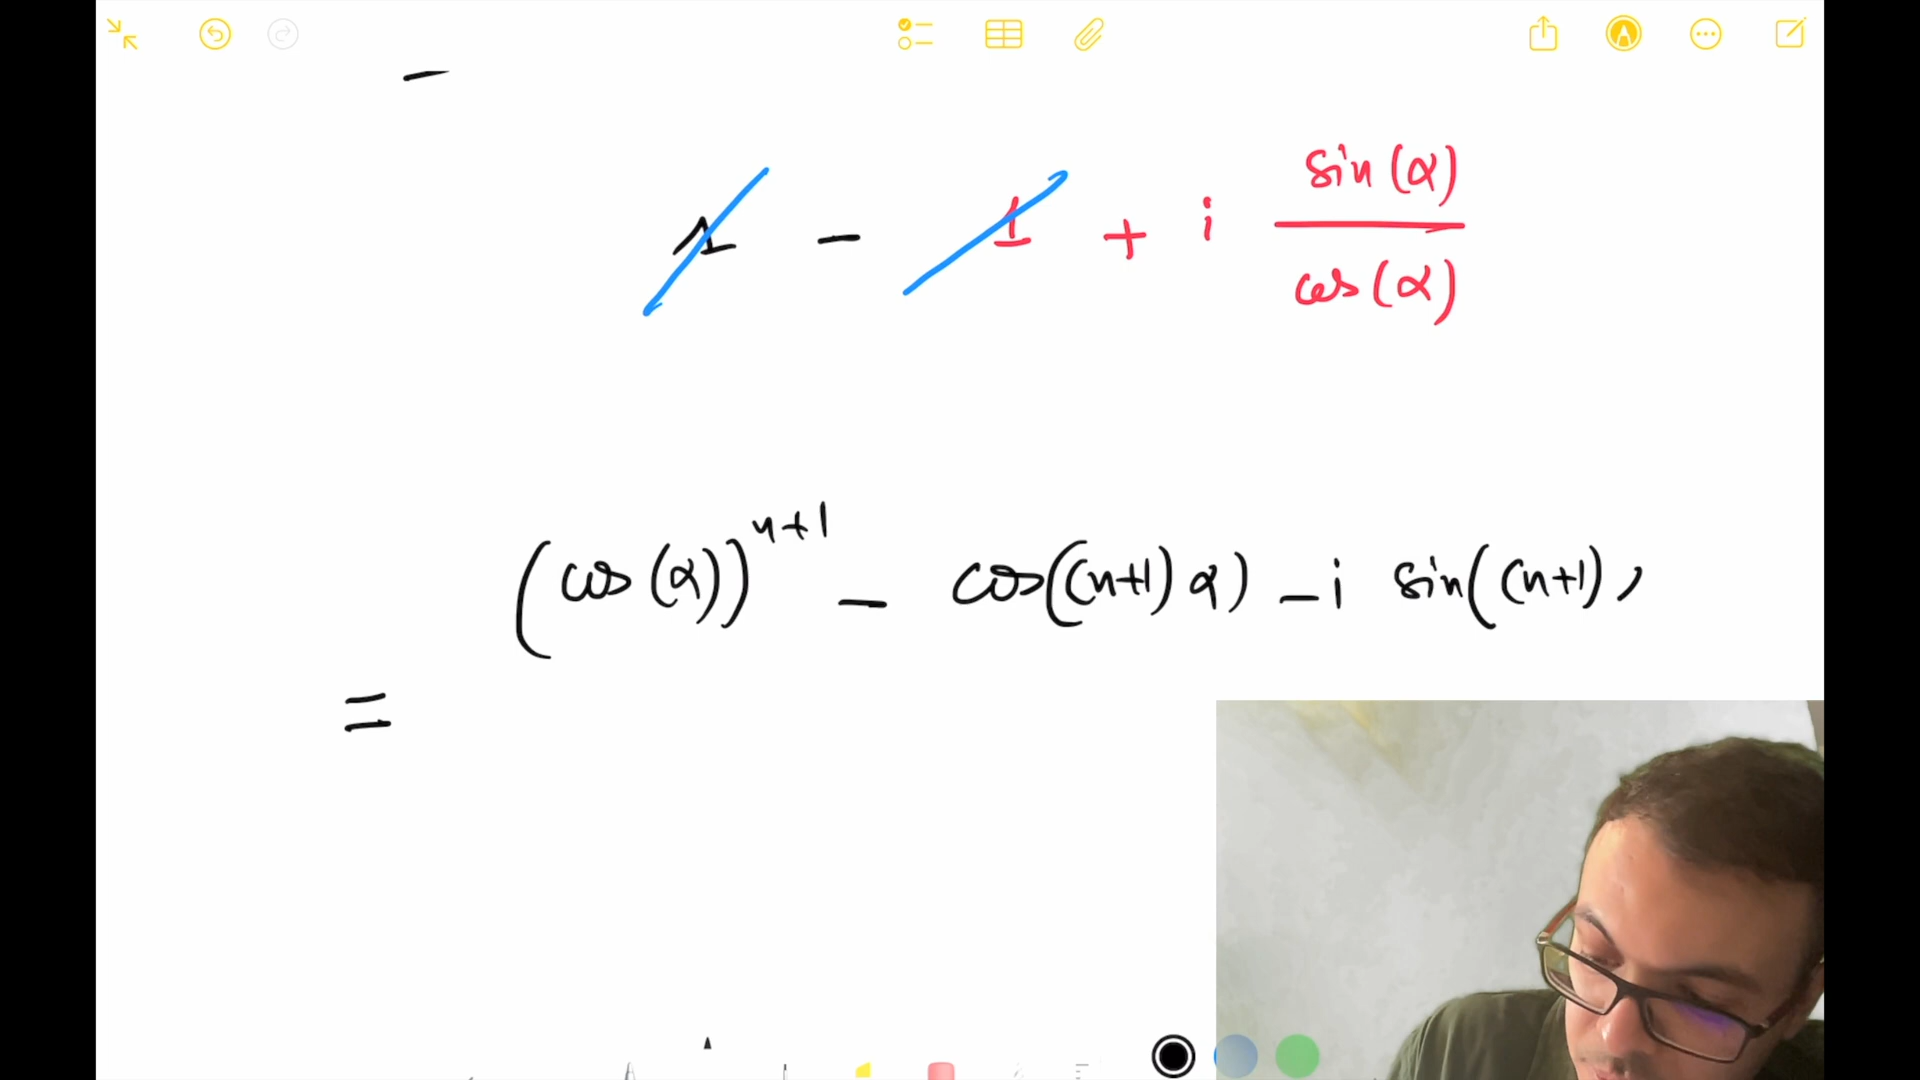 1 - 1 + i sin(α)
cos(α)
(cos(α))^{n+1} - cos((n+1)α) - i sin((n+1)
=